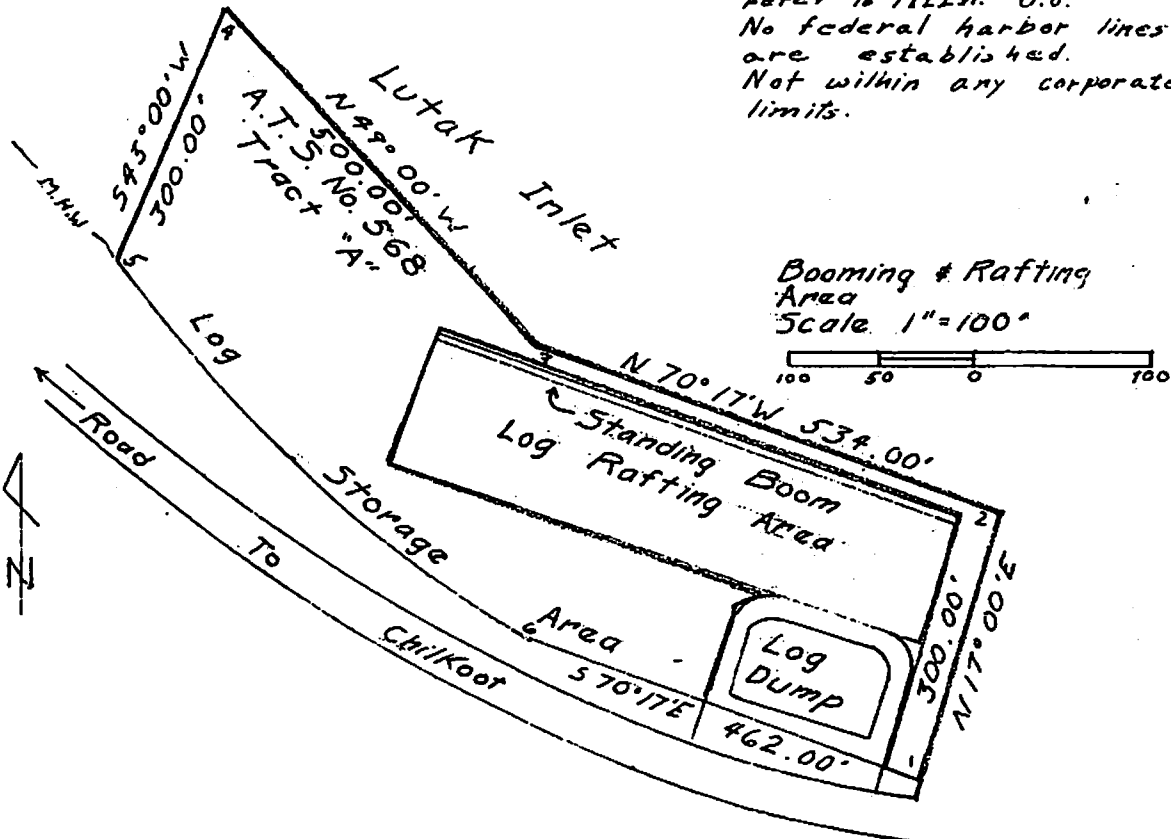 No federal harbor lines
are established.
Not within any corporate
limits.
Lutak
Inlet
4
S43°00'W
300.00'
N49°00'W
500.00'
A.T.S. No. 568
Tract "A"
M.H.W
5
Booming & Rafting
Area
Scale 1"=100'
100 50 0 100
3
N 70°17'W 534.00'
Standing Boom
Log Rafting Area
2
Log
Storage
Area
Road
To
ChilKoot
N
6
S 70°17'E
462.00'
Log
Dump
300.00'
N17°00'E
1